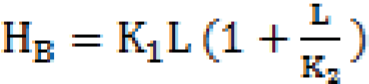 H_B = K_1 L (1 + L/K_2)